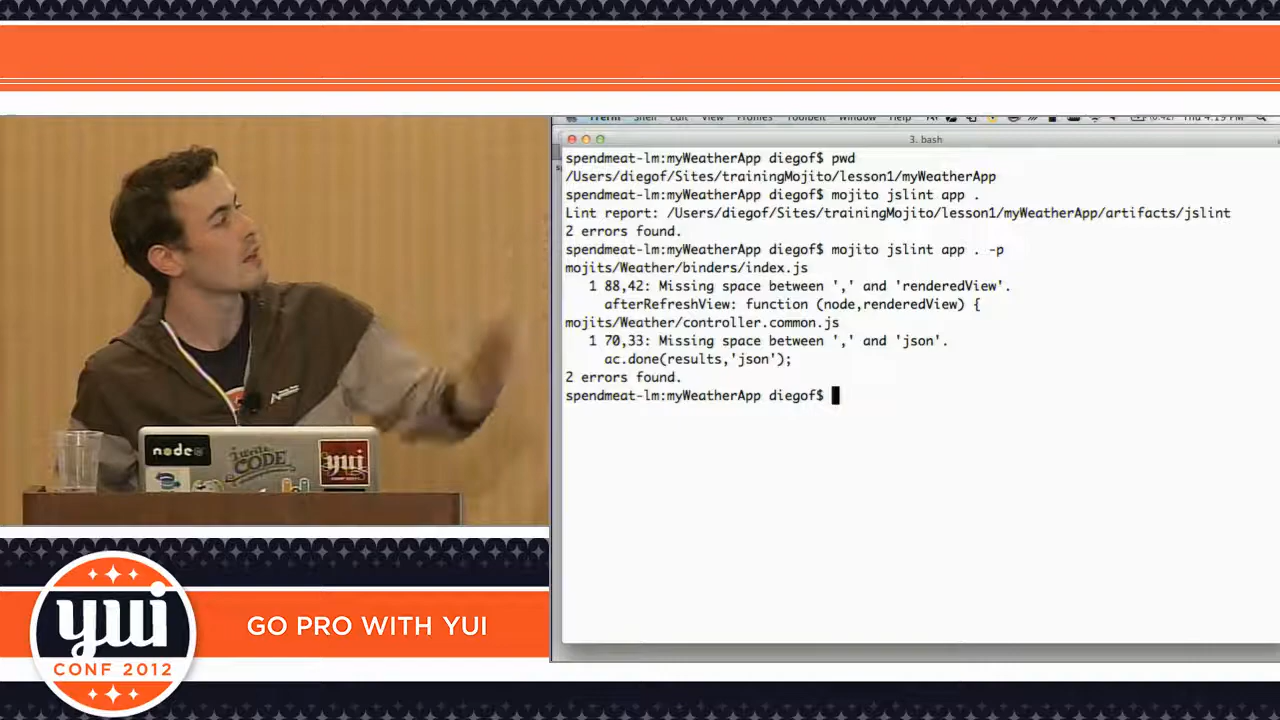 3. bash
spendmeat-lm:myWeatherApp diegof$ pwd
/Users/diegof/Sites/trainingMojito/lesson1/myWeatherApp
spendmeat-lm:myWeatherApp diegof$ mojito jslint app .
Lint report: /Users/diegof/Sites/trainingMojito/lesson1/myWeatherApp/artifacts/jslint
2 errors found.
spendmeat-lm:myWeatherApp diegof$ mojito jslint app . -p
mojits/Weather/binders/index.js
1 88,42: Missing space between ',' and 'renderedView'.
afterRefreshView: function (node,renderedView) {
mojits/Weather/controller.common.js
1 70,33: Missing space between ',' and 'json'.
ac.done(results,'json');
2 errors found.
spendmeat-lm:myWeatherApp diegof$
node
i write
CODE
yui
yui
CONF 2012
GO PRO WITH YUI